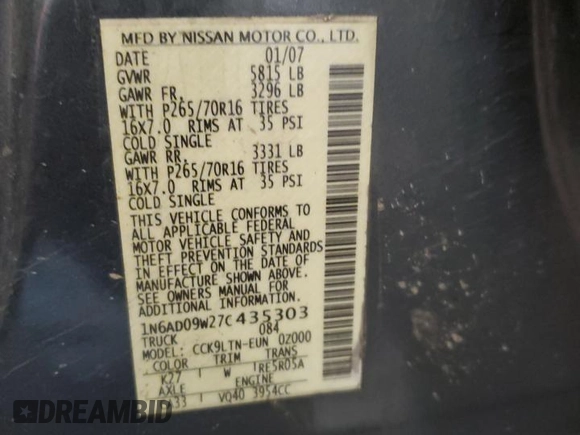 MFD BY NISSAN MOTOR CO., LTD.
DATE 01/07
GVWR 5815 LB
GAWR FR. 3296 LB
WITH P265/70R16 TIRES
16X7.0 RIMS AT 35 PSI
COLD SINGLE
GAWR RR. 3331 LB
WITH P265/70R16 TIRES
16X7.0 RIMS AT 35 PSI
COLD SINGLE
THIS VEHICLE CONFORMS TO
ALL APPLICABLE FEDERAL
MOTOR VEHICLE SAFETY AND
THEFT PREVENTION STANDARDS
IN EFFECT ON THE DATE OF
MANUFACTURE SHOWN ABOVE.
SEE OWNERS MANUAL FOR
ADDITIONAL INFORMATION.
1N6AD09W27C435303
TRUCK 084
MODEL: CCK9LTN-EUN 0Z000
COLOR TRIM TRANS
K27 W RE5R05A
AXLE ENGINE
33 VQ40 3954CC
DREAMBID